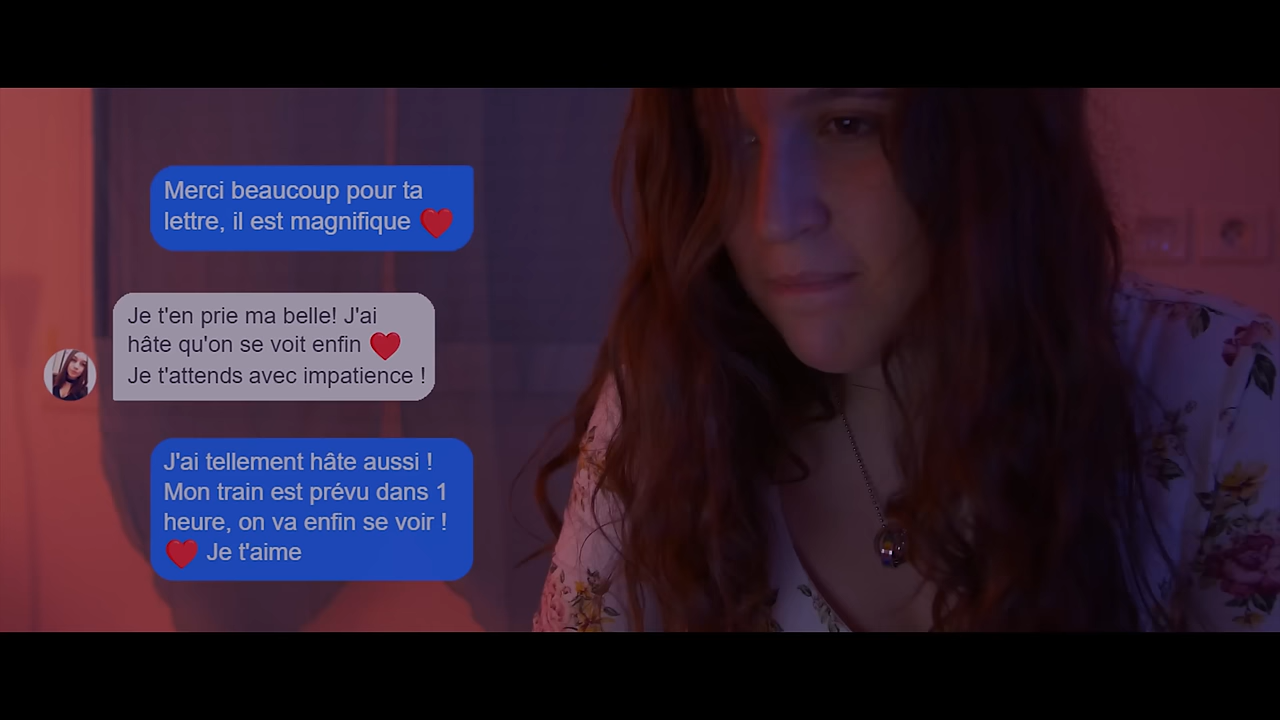 Merci beaucoup pour ta
lettre, il est magnifique ❤️
Je t'en prie ma belle! J'ai
hâte qu'on se voit enfin ❤️
Je t'attends avec impatience !
J'ai tellement hâte aussi !
Mon train est prévu dans 1
heure, on va enfin se voir !
❤️ Je t'aime